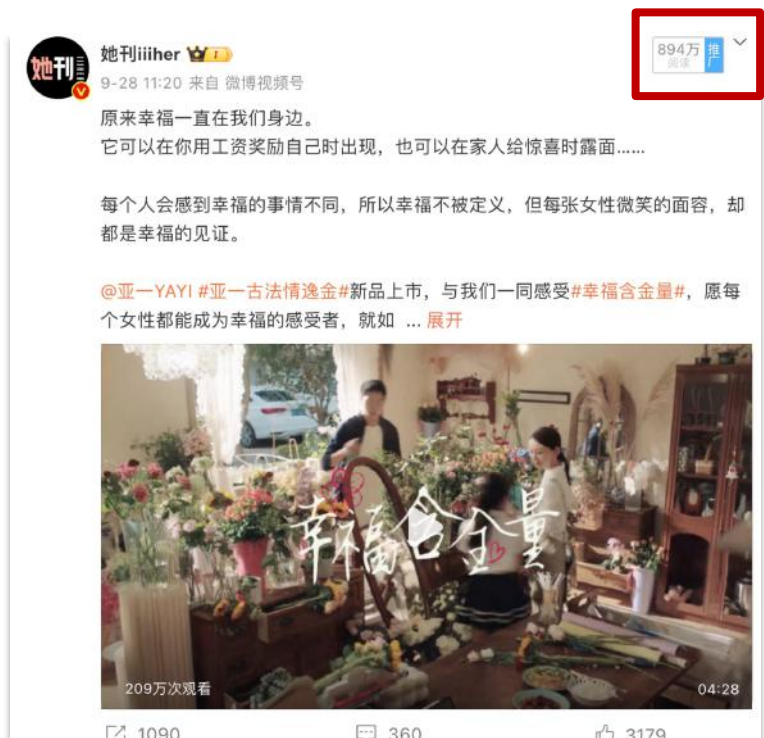 她刊
她刊iiiher
894万
阅读
推广
9-28 11:20 来自 微博视频号
原来幸福一直在我们身边。
它可以在你用工资奖励自己时出现，也可以在家人给惊喜时露面……
每个人会感到幸福的事情不同，所以幸福不被定义，但每张女性微笑的面容，却
都是幸福的见证。
@亚一YAYI #亚一古法情逸金#新品上市，与我们一同感受#幸福含金量#，愿每
个女性都能成为幸福的感受者，就如 ... 展开
幸福含金量
209万次观看
04:28
1090
360
3179